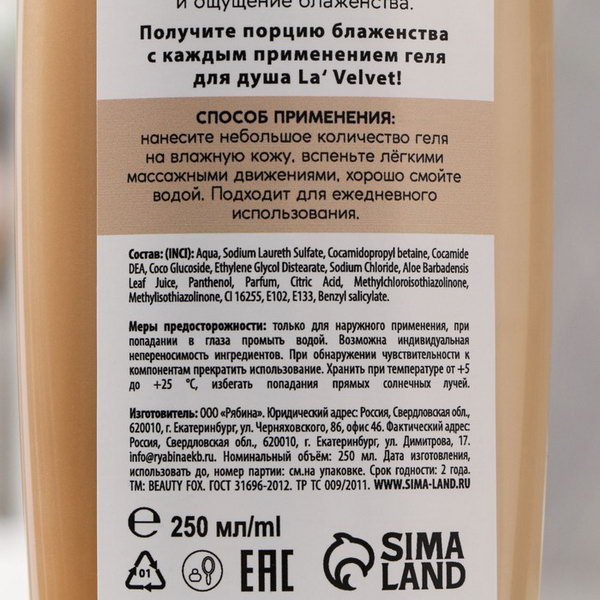 и ощущение блаженства.
Получите порцию блаженства
с каждым применением геля
для душа La' Velvet!
СПОСОБ ПРИМЕНЕНИЯ:
нанесите небольшое количество геля
на влажную кожу, вспеньте лёгкими
массажными движениями, хорошо смойте
водой. Подходит для ежедневного
использования.
Состав: (INCI): Aqua, Sodium Laureth Sulfate, Cocamidopropyl betaine, Cocamide
DEA, Coco Glucoside, Ethylene Glycol Distearate, Sodium Chloride, Aloe Barbadensis
Leaf Juice, Panthenol, Parfum, Citric Acid, Methylchloroisothiazolinone,
Methylisothiazolinone, CI 16255, E102, E133, Benzyl salicylate.
Меры предосторожности: только для наружного применения, при
попадании в глаза промыть водой. Возможна индивидуальная
непереносимость ингредиентов. При обнаружении чувствительности к
компонентам прекратить использование. Хранить при температуре от +5
до +25 °C, избегать попадания прямых солнечных лучей.
Изготовитель: ООО «Рябина». Юридический адрес: Россия, Свердловская обл.,
620010, г. Екатеринбург, ул. Черняховского, 86, офис 46. Фактический адрес:
Россия, Свердловская обл., 620010, г. Екатеринбург, ул. Димитрова, 17.
info@ryabinaekb.ru. Номинальный объём: 250 мл. Дата изготовления,
использовать до, номер партии: см.на упаковке. Срок годности: 2 года.
ТМ: BEAUTY FOX. ГОСТ 31696-2012. ТР ТС 009/2011. WWW.SIMA-LAND.RU
℮ 250 мл/ml
01
EAC
SIMA
LAND